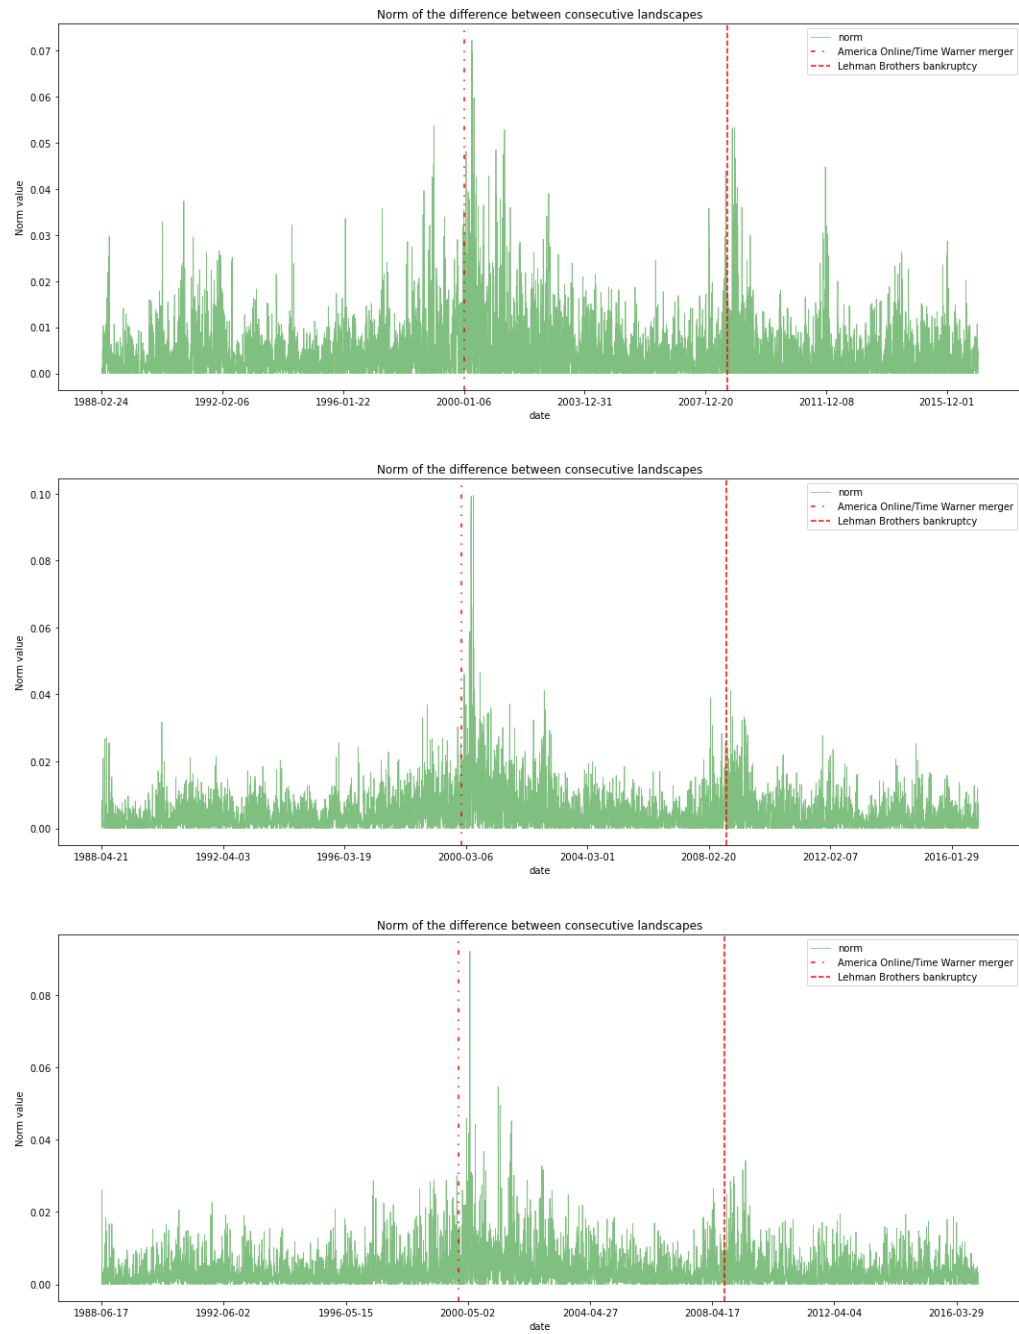 Norm of the difference between consecutive landscapes
norm
America Online/Time Warner merger
Lehman Brothers bankruptcy
0.07
0.06
0.05
0.04
0.03
0.02
0.01
0.00
Norm value
1988-02-24 1992-02-06 1996-01-22 2000-01-06 2003-12-31 2007-12-20 2011-12-08 2015-12-01
date
Norm of the difference between consecutive landscapes
norm
America Online/Time Warner merger
Lehman Brothers bankruptcy
0.10
0.08
0.06
0.04
0.02
0.00
Norm value
1988-04-21 1992-04-03 1996-03-19 2000-03-06 2004-03-01 2008-02-20 2012-02-07 2016-01-29
date
Norm of the difference between consecutive landscapes
norm
America Online/Time Warner merger
Lehman Brothers bankruptcy
0.08
0.06
0.04
0.02
0.00
Norm value
1988-06-17 1992-06-02 1996-05-15 2000-05-02 2004-04-27 2008-04-17 2012-04-04 2016-03-29
date